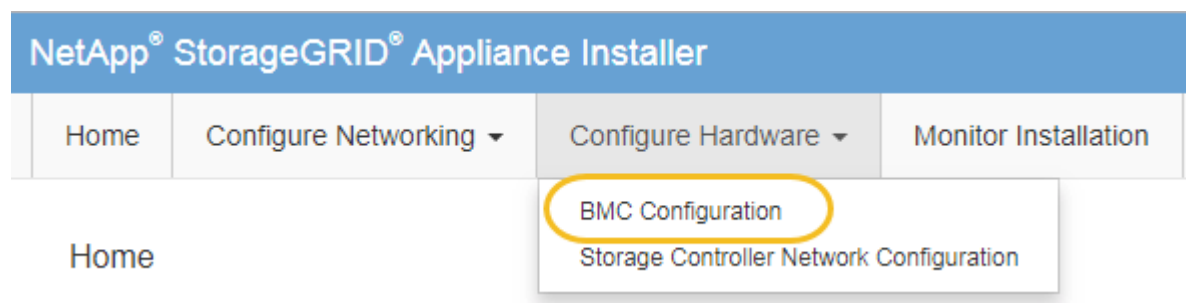 NetApp® StorageGRID® Appliance Installer
Home Configure Networking Configure Hardware Monitor Installation
BMC Configuration
Home
Storage Controller Network Configuration